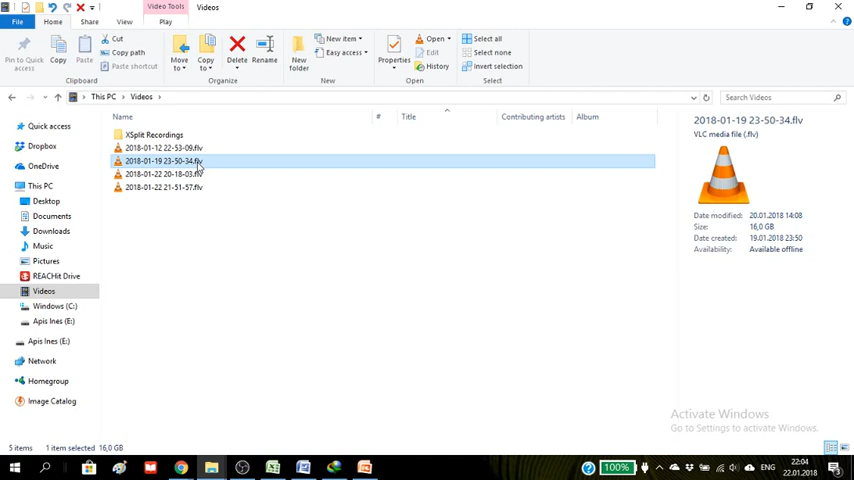 Video Tools
Videos
File
Home
Share
View
Play
Pin to Quick access
Copy
Paste
Cut
Copy path
Paste shortcut
Clipboard
Move to
Copy to
Delete
Rename
Organize
New folder
New item
Easy access
New
Properties
Open
Edit
History
Open
Select all
Select none
Invert selection
Select
This PC
Videos
Search Videos
Name
#
Title
Contributing artists
Album
XSplit Recordings
2018-01-12 22-53-09.flv
2018-01-19 23-50-34.flv
2018-01-22 20-18-03.flv
2018-01-22 21-51-57.flv
Quick access
Dropbox
OneDrive
This PC
Desktop
Documents
Downloads
Music
Pictures
REACHit Drive
Videos
Windows (C:)
Apis Ines (E:)
Apis Ines (E:)
Network
Homegroup
Image Catalog
2018-01-19 23-50-34.flv
VLC media file (.flv)
Date modified: 20.01.2018 14:08
Size: 16,0 GB
Date created: 19.01.2018 23:50
Availability: Available offline
Activate Windows
Go to Settings to activate Windows.
5 items
1 item selected 16,0 GB
100%
ENG
22:04
22.01.2018
3